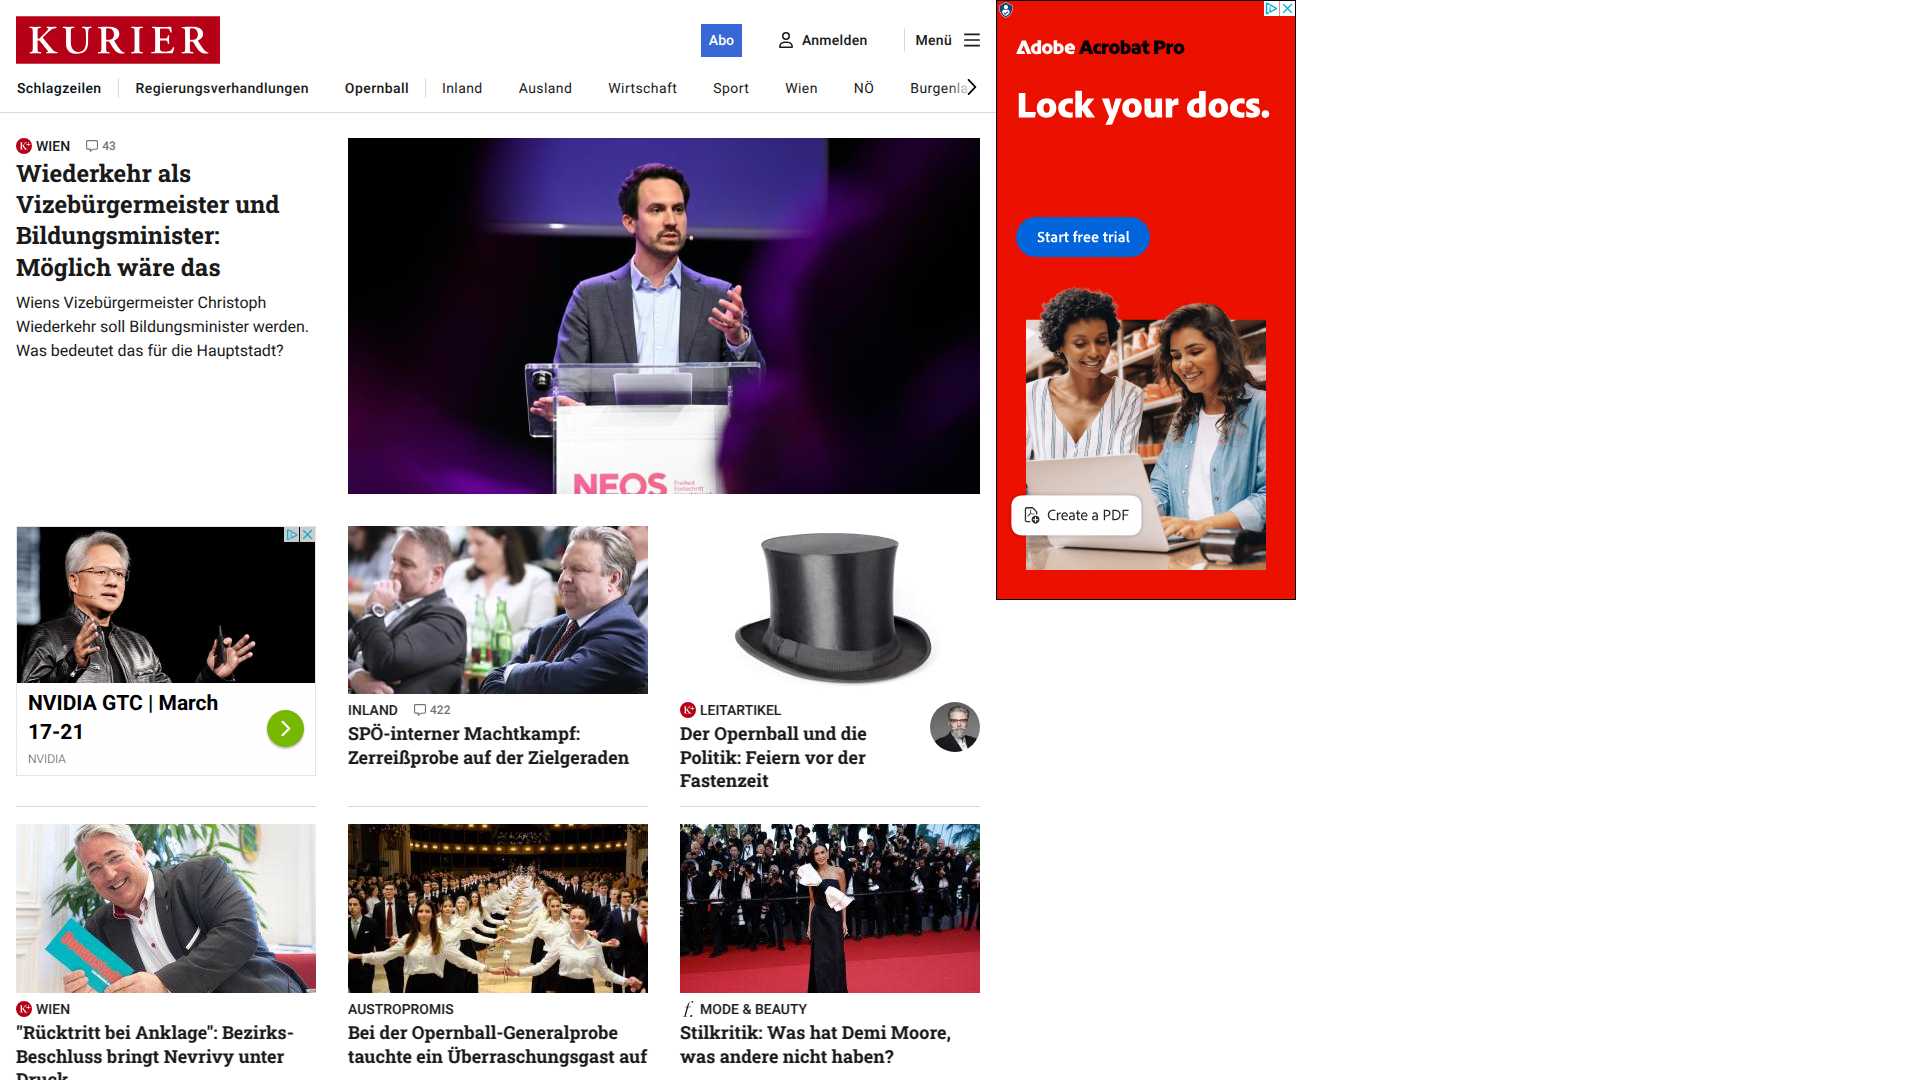 KURIER
Abo
Anmelden
Menü
Schlagzeilen
Regierungsverhandlungen
Opernball
Inland
Ausland
Wirtschaft
Sport
Wien
NÖ
Burgenla
WIEN 43
Wiederkehr als
Vizebürgermeister und
Bildungsminister:
Möglich wäre das
Wiens Vizebürgermeister Christoph
Wiederkehr soll Bildungsminister werden.
Was bedeutet das für die Hauptstadt?
NEOS
Adobe Acrobat Pro
Lock your docs.
Start free trial
Create a PDF
NVIDIA GTC | March
17-21
NVIDIA
INLAND 422
SPÖ-interner Machtkampf:
Zerreißprobe auf der Zielgeraden
K+ LEITARTIKEL
Der Opernball und die
Politik: Feiern vor der
Fastenzeit
WIEN
"Rücktritt bei Anklage": Bezirks-
Beschluss bringt Nevrivy unter
Druck
AUSTROPROMIS
Bei der Opernball-Generalprobe
tauchte ein Überraschungsgast auf
f. MODE & BEAUTY
Stilkritik: Was hat Demi Moore,
was andere nicht haben?